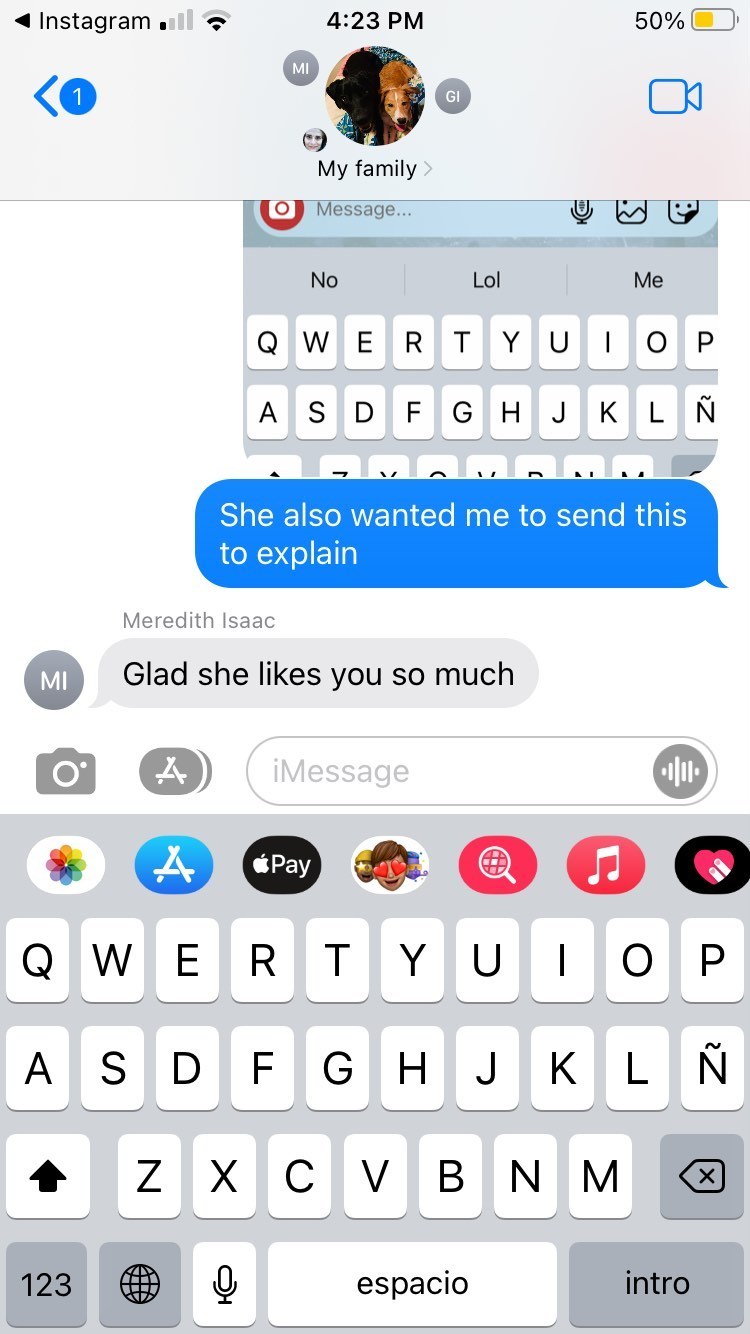 Instagram
4:23 PM
50%
1
MI
GI
My family
Message...
No Lol Me
Q W E R T Y U I O P
A S D F G H J K L Ñ
She also wanted me to send this
to explain
Meredith Isaac
MI
Glad she likes you so much
iMessage
Pay
Q W E R T Y U I O P
A S D F G H J K L Ñ
Z X C V B N M
123 espacio intro